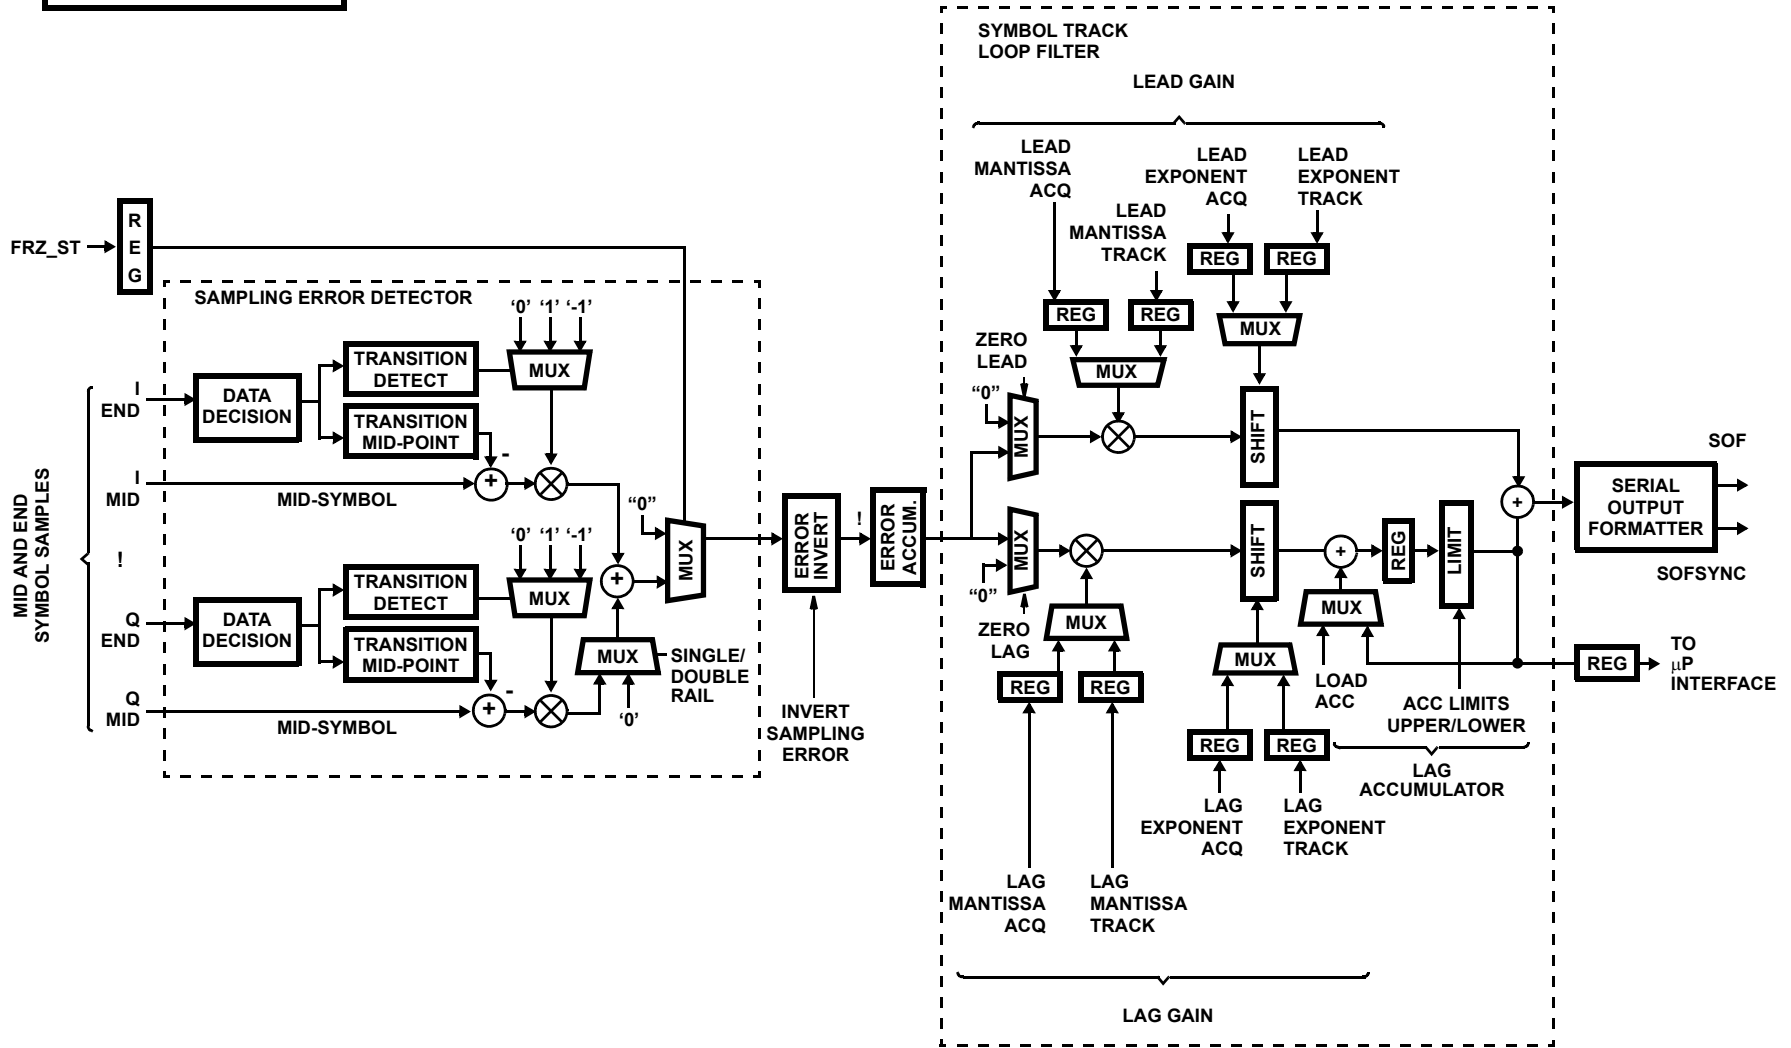 SYMBOL TRACK
LOOP FILTER
LEAD GAIN
LEAD
MANTISSA
ACQ
LEAD
MANTISSA
TRACK
LEAD
EXPONENT
ACQ
LEAD
EXPONENT
TRACK
REG
REG
MUX
REG
REG
MUX
FRZ_ST
R
E
G
SAMPLING ERROR DETECTOR
‘0’ ‘1’ ‘-1’
MUX
TRANSITION
DETECT
TRANSITION
MID-POINT
DATA
DECISION
I
END
I
MID
MID-SYMBOL
-
+
MID AND END
SYMBOL SAMPLES
!
“0”
MUX
‘0’ ‘1’ ‘-1’
MUX
TRANSITION
DETECT
TRANSITION
MID-POINT
DATA
DECISION
Q
END
Q
MID
MID-SYMBOL
-
+
+
MUX
‘0’
SINGLE/
DOUBLE
RAIL
ERROR
INVERT
INVERT
SAMPLING
ERROR
!
ERROR
ACCUM.
ZERO
LEAD
“0”
MUX
SHIFT
MUX
“0”
ZERO
LAG
MUX
REG
REG
LAG
MANTISSA
ACQ
LAG
MANTISSA
TRACK
SHIFT
MUX
REG
REG
LAG
EXPONENT
ACQ
LAG
EXPONENT
TRACK
+
REG
LIMIT
MUX
LOAD
ACC
ACC LIMITS
UPPER/LOWER
LAG
ACCUMULATOR
LAG GAIN
+
SERIAL
OUTPUT
FORMATTER
SOF
SOFSYNC
REG
TO
µP
INTERFACE